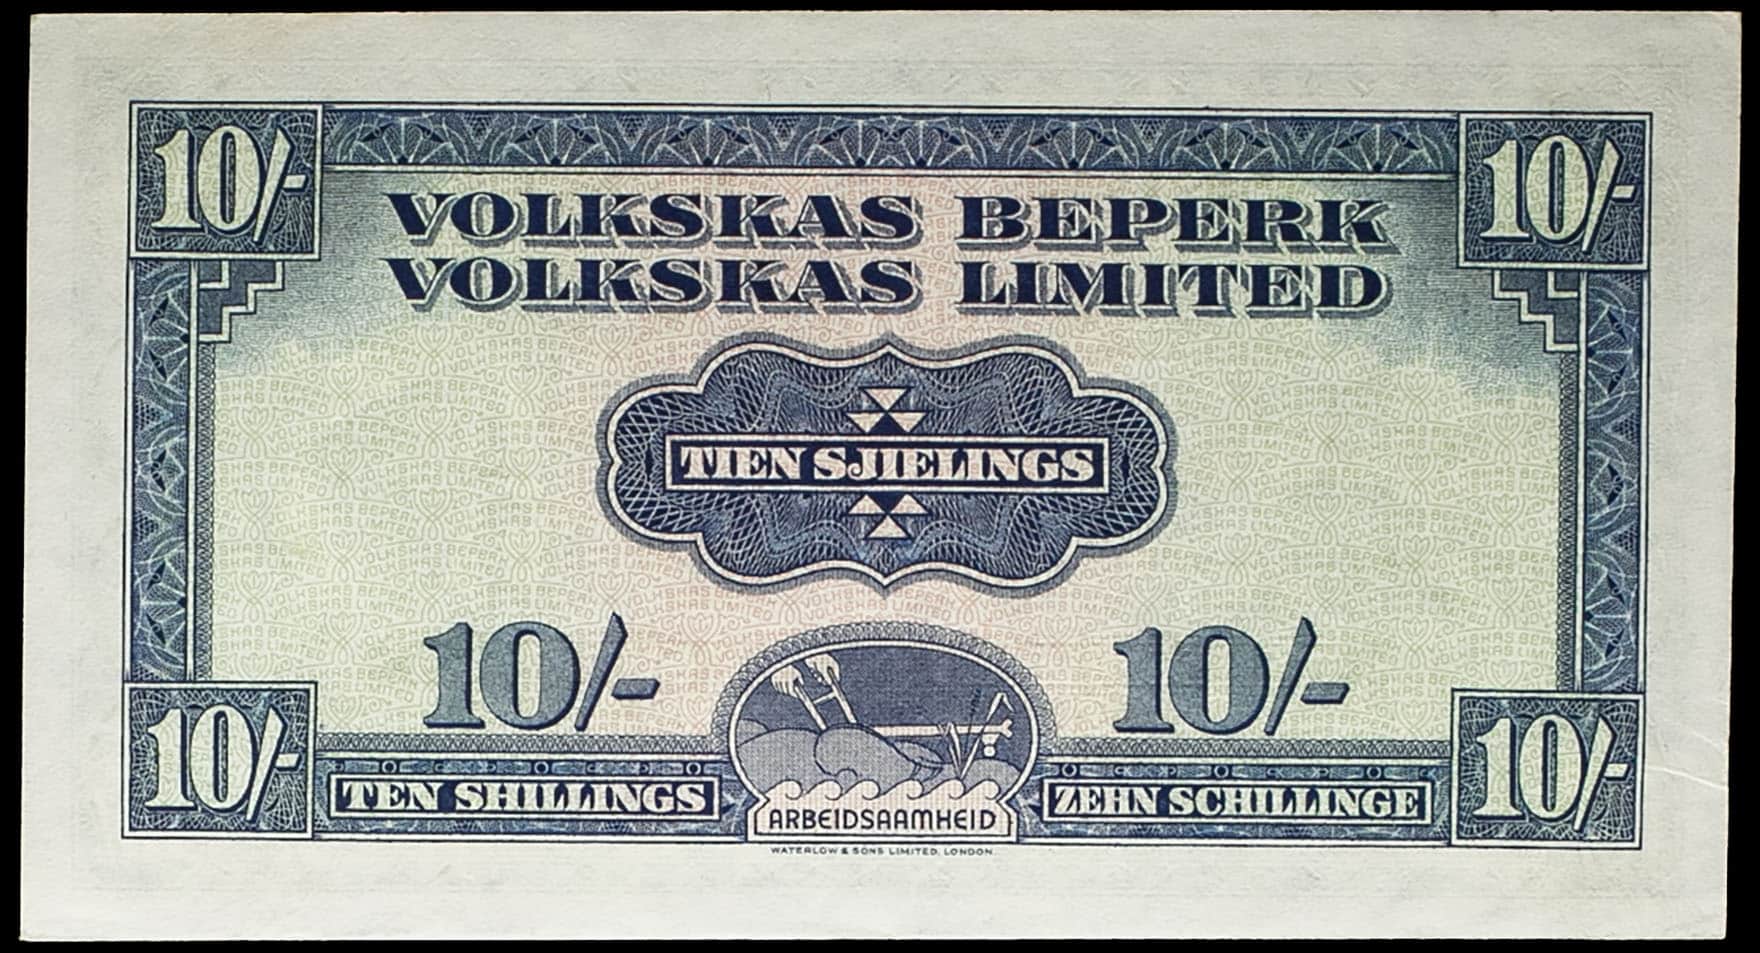 10/- 10/-
VOLKSKAS BEPERK
VOLKSKAS LIMITED
TIEN SJIELINGS
10/- 10/-
10/- 10/-
TEN SHILLINGS ZEHN SCHILLINGE
ARBEIDSAAMHEID
WATERLOW & SONS LIMITED, LONDON.